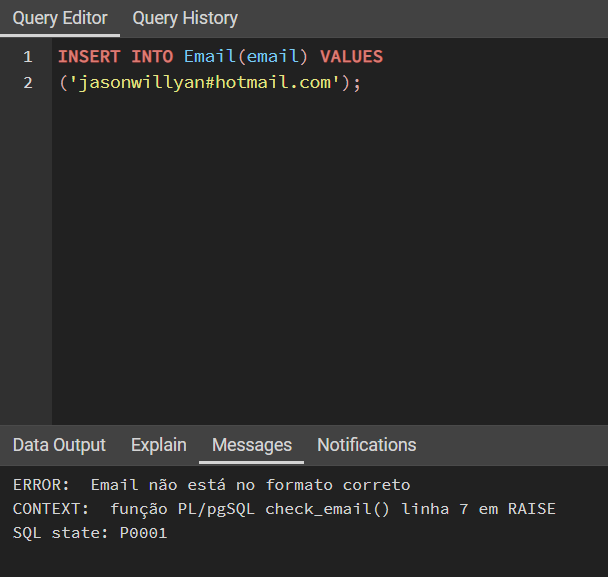 Query Editor Query History
1 INSERT INTO Email(email) VALUES
2 ('jasonwillyan#hotmail.com');
Data Output Explain Messages Notifications
ERROR:  Email não está no formato correto
CONTEXT:  função PL/pgSQL check_email() linha 7 em RAISE
SQL state: P0001